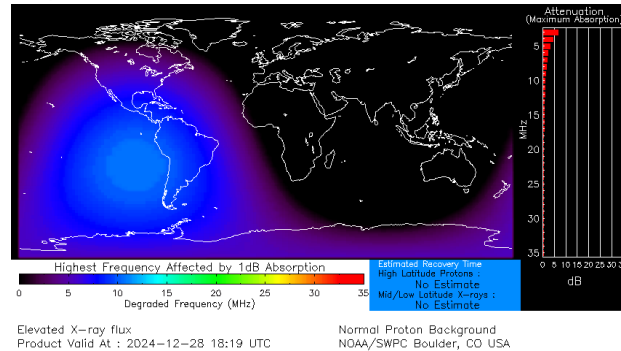 Attenuation
(Maximum Absorption)
5
10
15
20
25
30
35
MHz
0 5 10 15 20 25 30 35
dB
Highest Frequency Affected by 1dB Absorption
0 5 10 15 20 25 30 35
Degraded Frequency (MHz)
Estimated Recovery Time
High Latitude Protons :
No Estimate
Mid/Low Latitude X-rays :
No Estimate
Elevated X-ray flux
Product Valid At : 2024-12-28 18:19 UTC
Normal Proton Background
NOAA/SWPC Boulder, CO USA